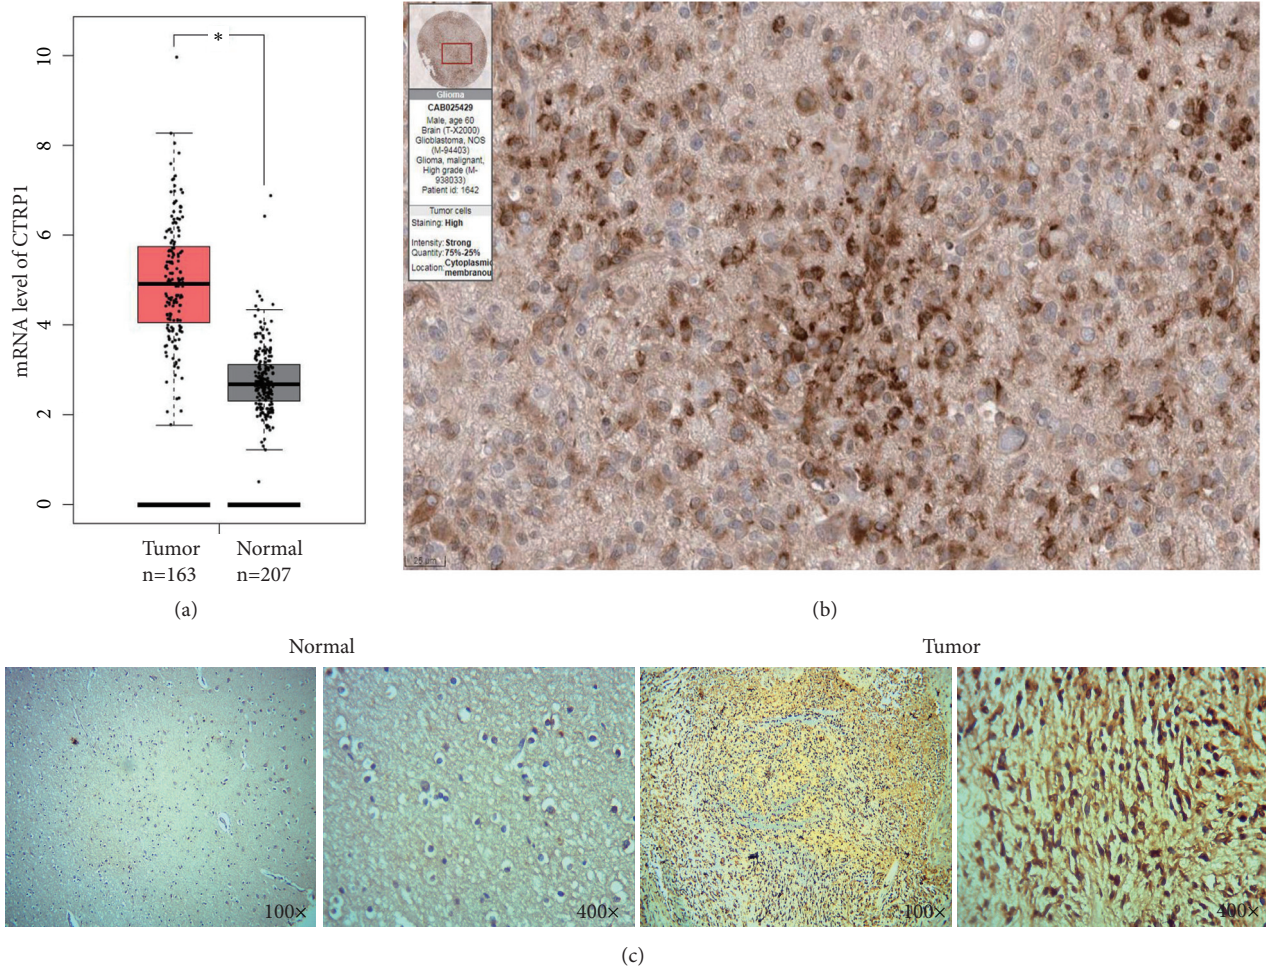 mRNA level of CTRP1
10
8
6
4
2
0
*
Tumor
n=163
Normal
n=207
(a)
Glioma
CAB025429
Male, age 60
Brain (T-X2000)
Glioblastoma, NOS
(M-94403)
Glioma, malignant,
High grade (M-
938033)
Patient id: 1642
Tumor cells
Staining: High
Intensity: Strong
Quantity: 75%-25%
Location: Cytoplasmic
membranou
25 µm
(b)
Normal
Tumor
100×
400×
100×
400×
(c)